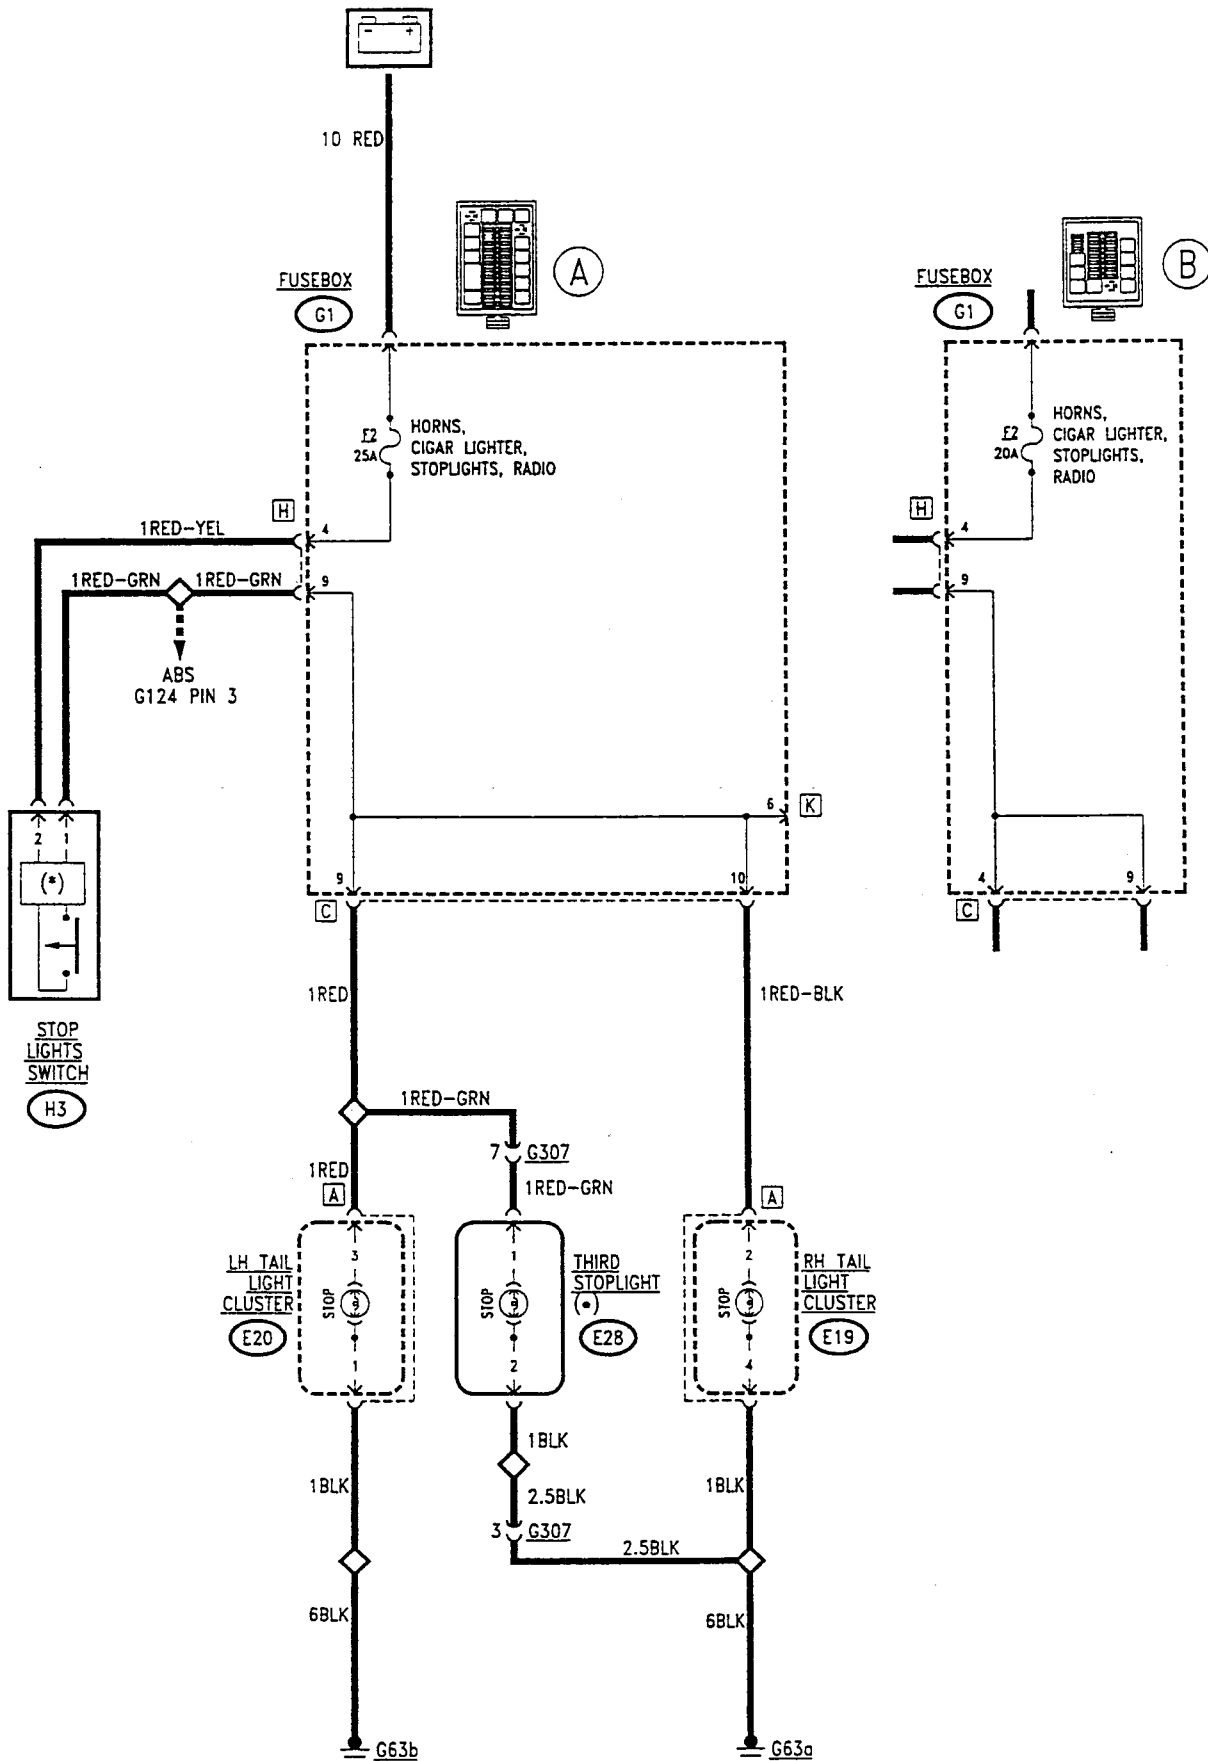 - +
10 RED
A
B
FUSEBOX
G1
FUSEBOX
G1
F2
25A
HORNS,
CIGAR LIGHTER,
STOPLIGHTS, RADIO
F2
20A
HORNS,
CIGAR LIGHTER,
STOPLIGHTS,
RADIO
H
4
1RED-YEL
H
4
1RED-GRN
1RED-GRN
9
9
ABS
G124 PIN 3
6
K
2
1
(*)
9
10
C
4
9
C
1RED
1RED-BLK
STOP
LIGHTS
SWITCH
H3
1RED-GRN
7
G307
1RED
A
1RED-GRN
A
LH TAIL
LIGHT
CLUSTER
E20
3
STOP
1
THIRD
STOPLIGHT
(•)
E28
1
STOP
2
RH TAIL
LIGHT
CLUSTER
E19
2
STOP
4
1BLK
1BLK
1BLK
2.5BLK
3
G307
2.5BLK
6BLK
6BLK
G63b
G63a